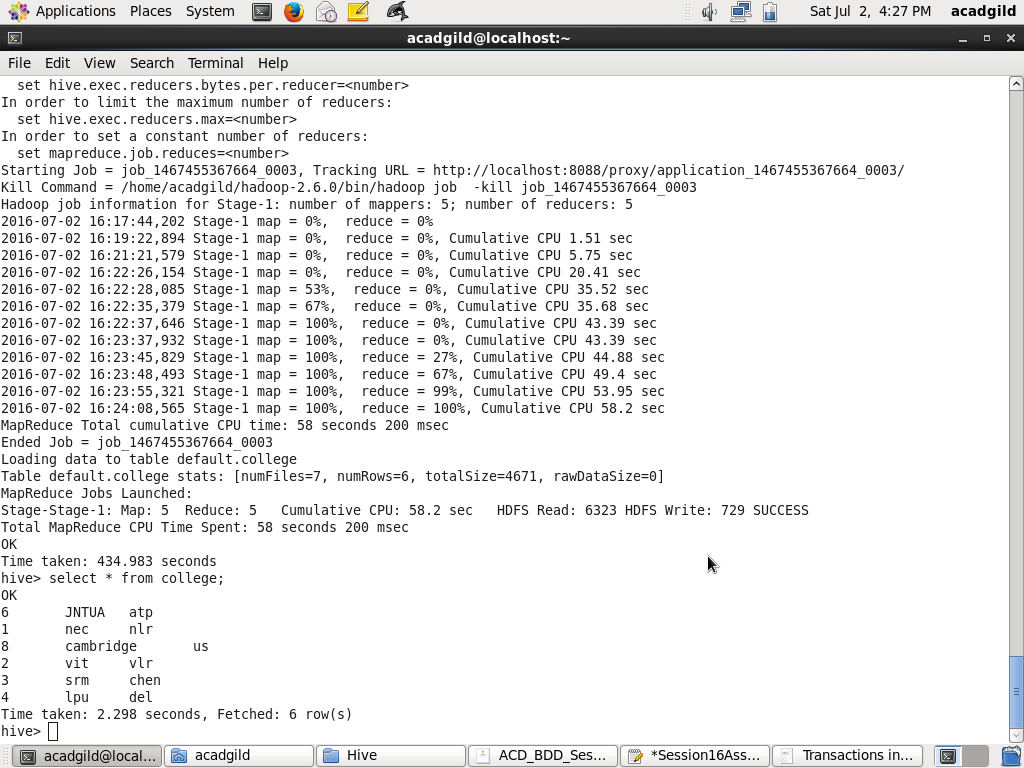 Applications Places System Sat Jul 2, 4:27 PM acadgild
acadgild@localhost:~
File Edit View Search Terminal Help
  set hive.exec.reducers.bytes.per.reducer=<number>
In order to limit the maximum number of reducers:
  set hive.exec.reducers.max=<number>
In order to set a constant number of reducers:
  set mapreduce.job.reduces=<number>
Starting Job = job_1467455367664_0003, Tracking URL = http://localhost:8088/proxy/application_1467455367664_0003/
Kill Command = /home/acadgild/hadoop-2.6.0/bin/hadoop job  -kill job_1467455367664_0003
Hadoop job information for Stage-1: number of mappers: 5; number of reducers: 5
2016-07-02 16:17:44,202 Stage-1 map = 0%,  reduce = 0%
2016-07-02 16:19:22,894 Stage-1 map = 0%,  reduce = 0%, Cumulative CPU 1.51 sec
2016-07-02 16:21:21,579 Stage-1 map = 0%,  reduce = 0%, Cumulative CPU 5.75 sec
2016-07-02 16:22:26,154 Stage-1 map = 0%,  reduce = 0%, Cumulative CPU 20.41 sec
2016-07-02 16:22:28,085 Stage-1 map = 53%,  reduce = 0%, Cumulative CPU 35.52 sec
2016-07-02 16:22:35,379 Stage-1 map = 67%,  reduce = 0%, Cumulative CPU 35.68 sec
2016-07-02 16:22:37,646 Stage-1 map = 100%,  reduce = 0%, Cumulative CPU 43.39 sec
2016-07-02 16:23:37,932 Stage-1 map = 100%,  reduce = 0%, Cumulative CPU 43.39 sec
2016-07-02 16:23:45,829 Stage-1 map = 100%,  reduce = 27%, Cumulative CPU 44.88 sec
2016-07-02 16:23:48,493 Stage-1 map = 100%,  reduce = 67%, Cumulative CPU 49.4 sec
2016-07-02 16:23:55,321 Stage-1 map = 100%,  reduce = 99%, Cumulative CPU 53.95 sec
2016-07-02 16:24:08,565 Stage-1 map = 100%,  reduce = 100%, Cumulative CPU 58.2 sec
MapReduce Total cumulative CPU time: 58 seconds 200 msec
Ended Job = job_1467455367664_0003
Loading data to table default.college
Table default.college stats: [numFiles=7, numRows=6, totalSize=4671, rawDataSize=0]
MapReduce Jobs Launched:
Stage-Stage-1: Map: 5  Reduce: 5   Cumulative CPU: 58.2 sec   HDFS Read: 6323 HDFS Write: 729 SUCCESS
Total MapReduce CPU Time Spent: 58 seconds 200 msec
OK
Time taken: 434.983 seconds
hive> select * from college;
OK
6       JNTUA   atp
1       nec     nlr
8       cambridge       us
2       vit     vlr
3       srm     chen
4       lpu     del
Time taken: 2.298 seconds, Fetched: 6 row(s)
hive>
acadgild@local... acadgild Hive ACD_BDD_Ses... *Session16Ass... Transactions in...